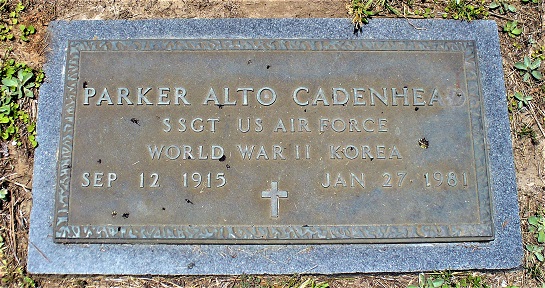 PARKER ALTO CADENHEAD
SSGT US AIR FORCE
WORLD WAR II KOREA
SEP 12 1915 JAN 27 1981